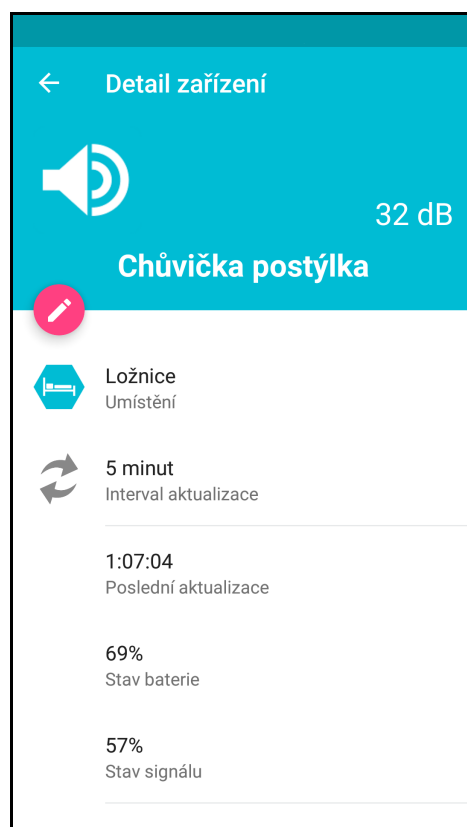 Detail zařízení
32 dB
Chůvička postýlka
Ložnice
Umístění
5 minut
Interval aktualizace
1:07:04
Poslední aktualizace
69%
Stav baterie
57%
Stav signálu